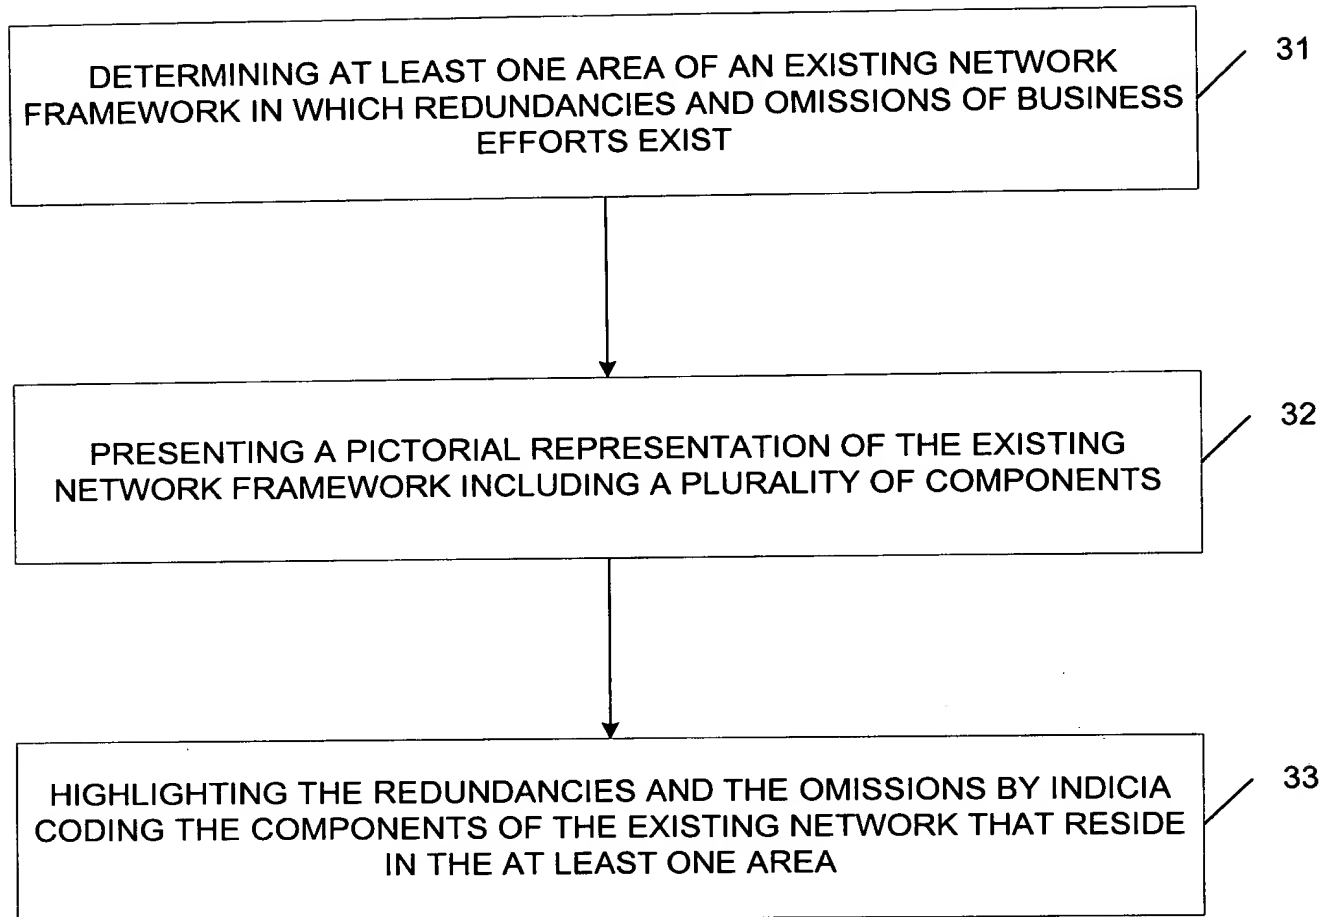 DETERMINING AT LEAST ONE AREA OF AN EXISTING NETWORK
FRAMEWORK IN WHICH REDUNDANCIES AND OMISSIONS OF BUSINESS
EFFORTS EXIST
31
PRESENTING A PICTORIAL REPRESENTATION OF THE EXISTING
NETWORK FRAMEWORK INCLUDING A PLURALITY OF COMPONENTS
32
HIGHLIGHTING THE REDUNDANCIES AND THE OMISSIONS BY INDICIA
CODING THE COMPONENTS OF THE EXISTING NETWORK THAT RESIDE
IN THE AT LEAST ONE AREA
33